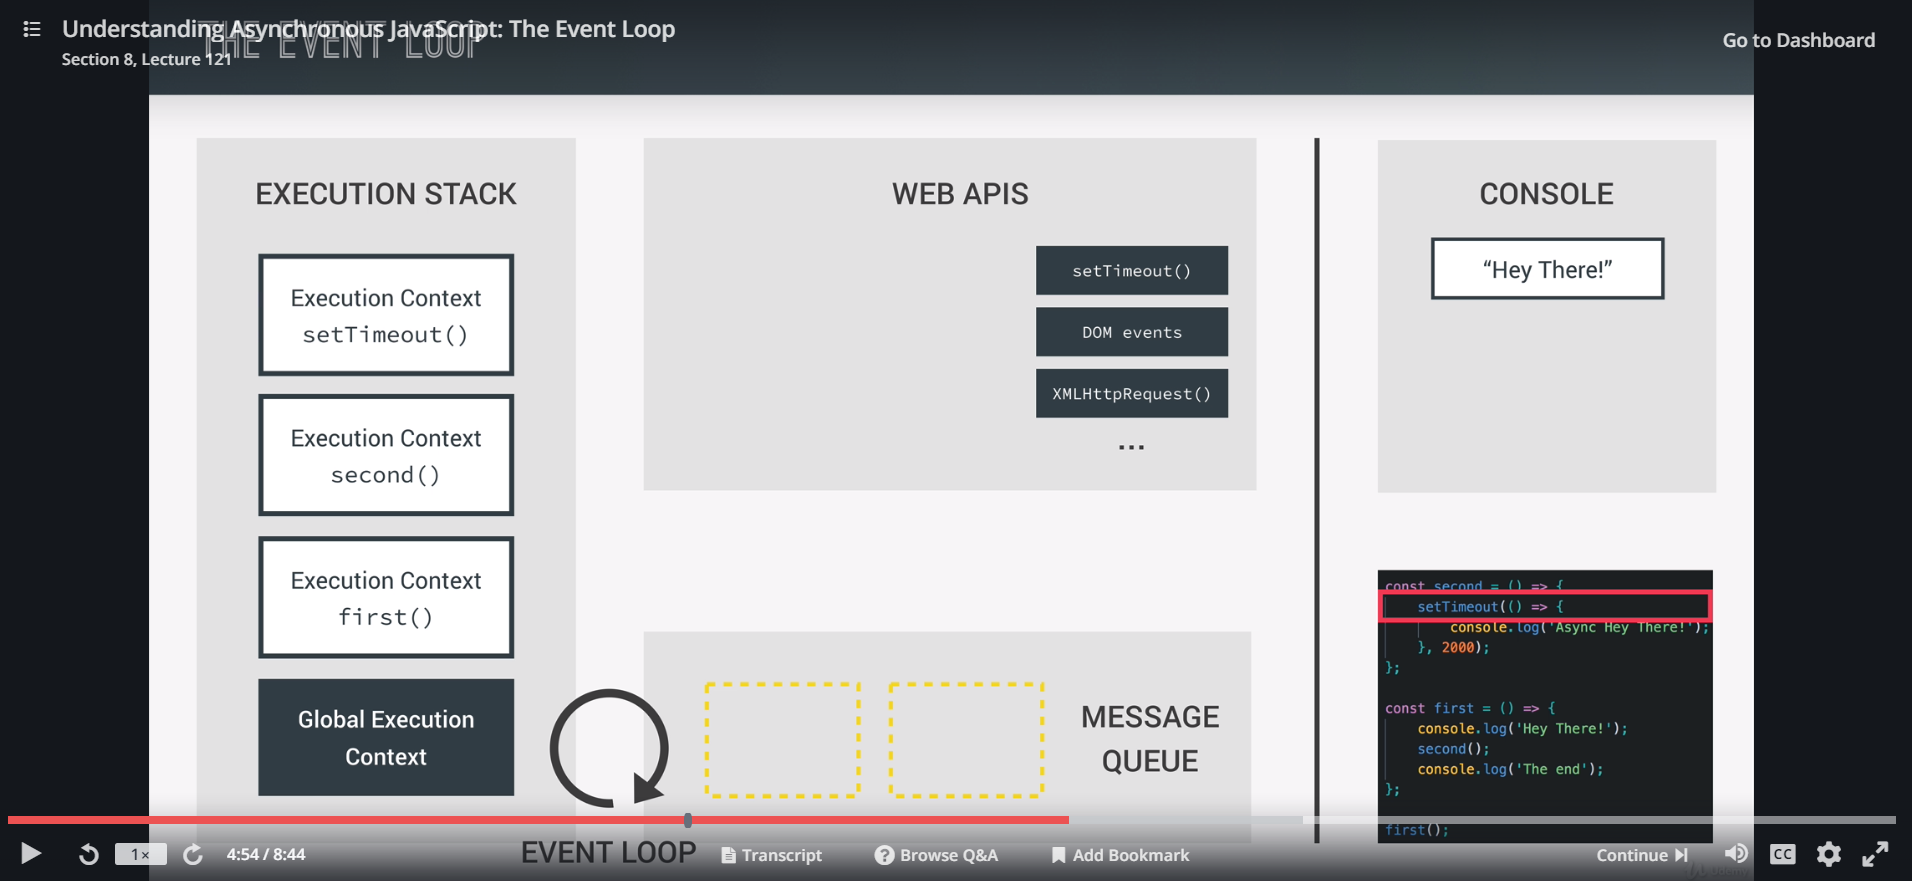 Understanding Asynchronous JavaScript: The Event Loop
THE EVENT LOOP
Section 8, Lecture 121
Go to Dashboard
EXECUTION STACK
Execution Context
setTimeout()
Execution Context
second()
Execution Context
first()
Global Execution
Context
WEB APIS
setTimeout()
DOM events
XMLHttpRequest()
...
CONSOLE
“Hey There!”
MESSAGE
QUEUE
EVENT LOOP
const second = () => {
setTimeout(() => {
console.log('Async Hey There!');
}, 2000);
};
const first = () => {
console.log('Hey There!');
second();
console.log('The end');
};
first();
1×
4:54 / 8:44
Transcript
? Browse Q&A
Add Bookmark
Continue
CC